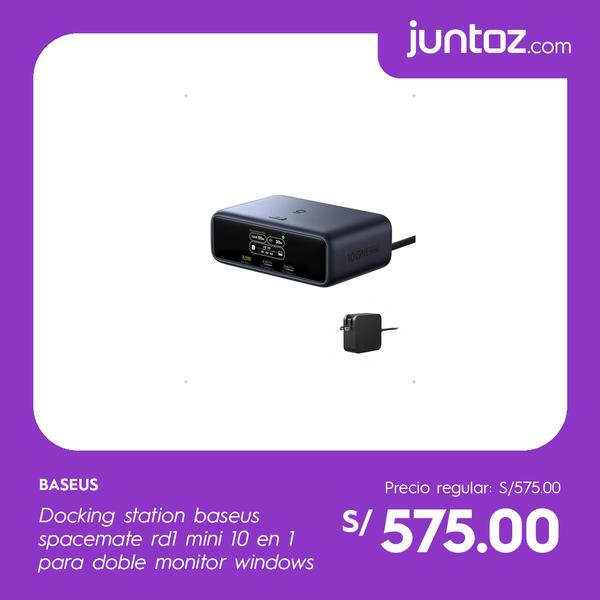 juntoz.com
BASEUS
Docking station baseus
spacemate rd1 mini 10 en 1
para doble monitor windows
Precio regular: S/575.00
S/ 575.00